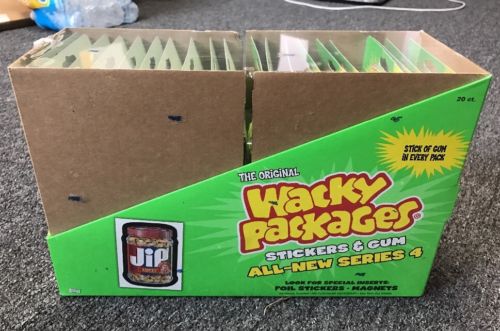 20 ct.
STICK OF GUM
IN EVERY PACK
THE ORIGINAL
Wacky
Packages®
STICKERS & GUM
ALL-NEW SERIES 4
LOOK FOR SPECIAL INSERTS:
FOIL STICKERS • MAGNETS
Jip
Topps